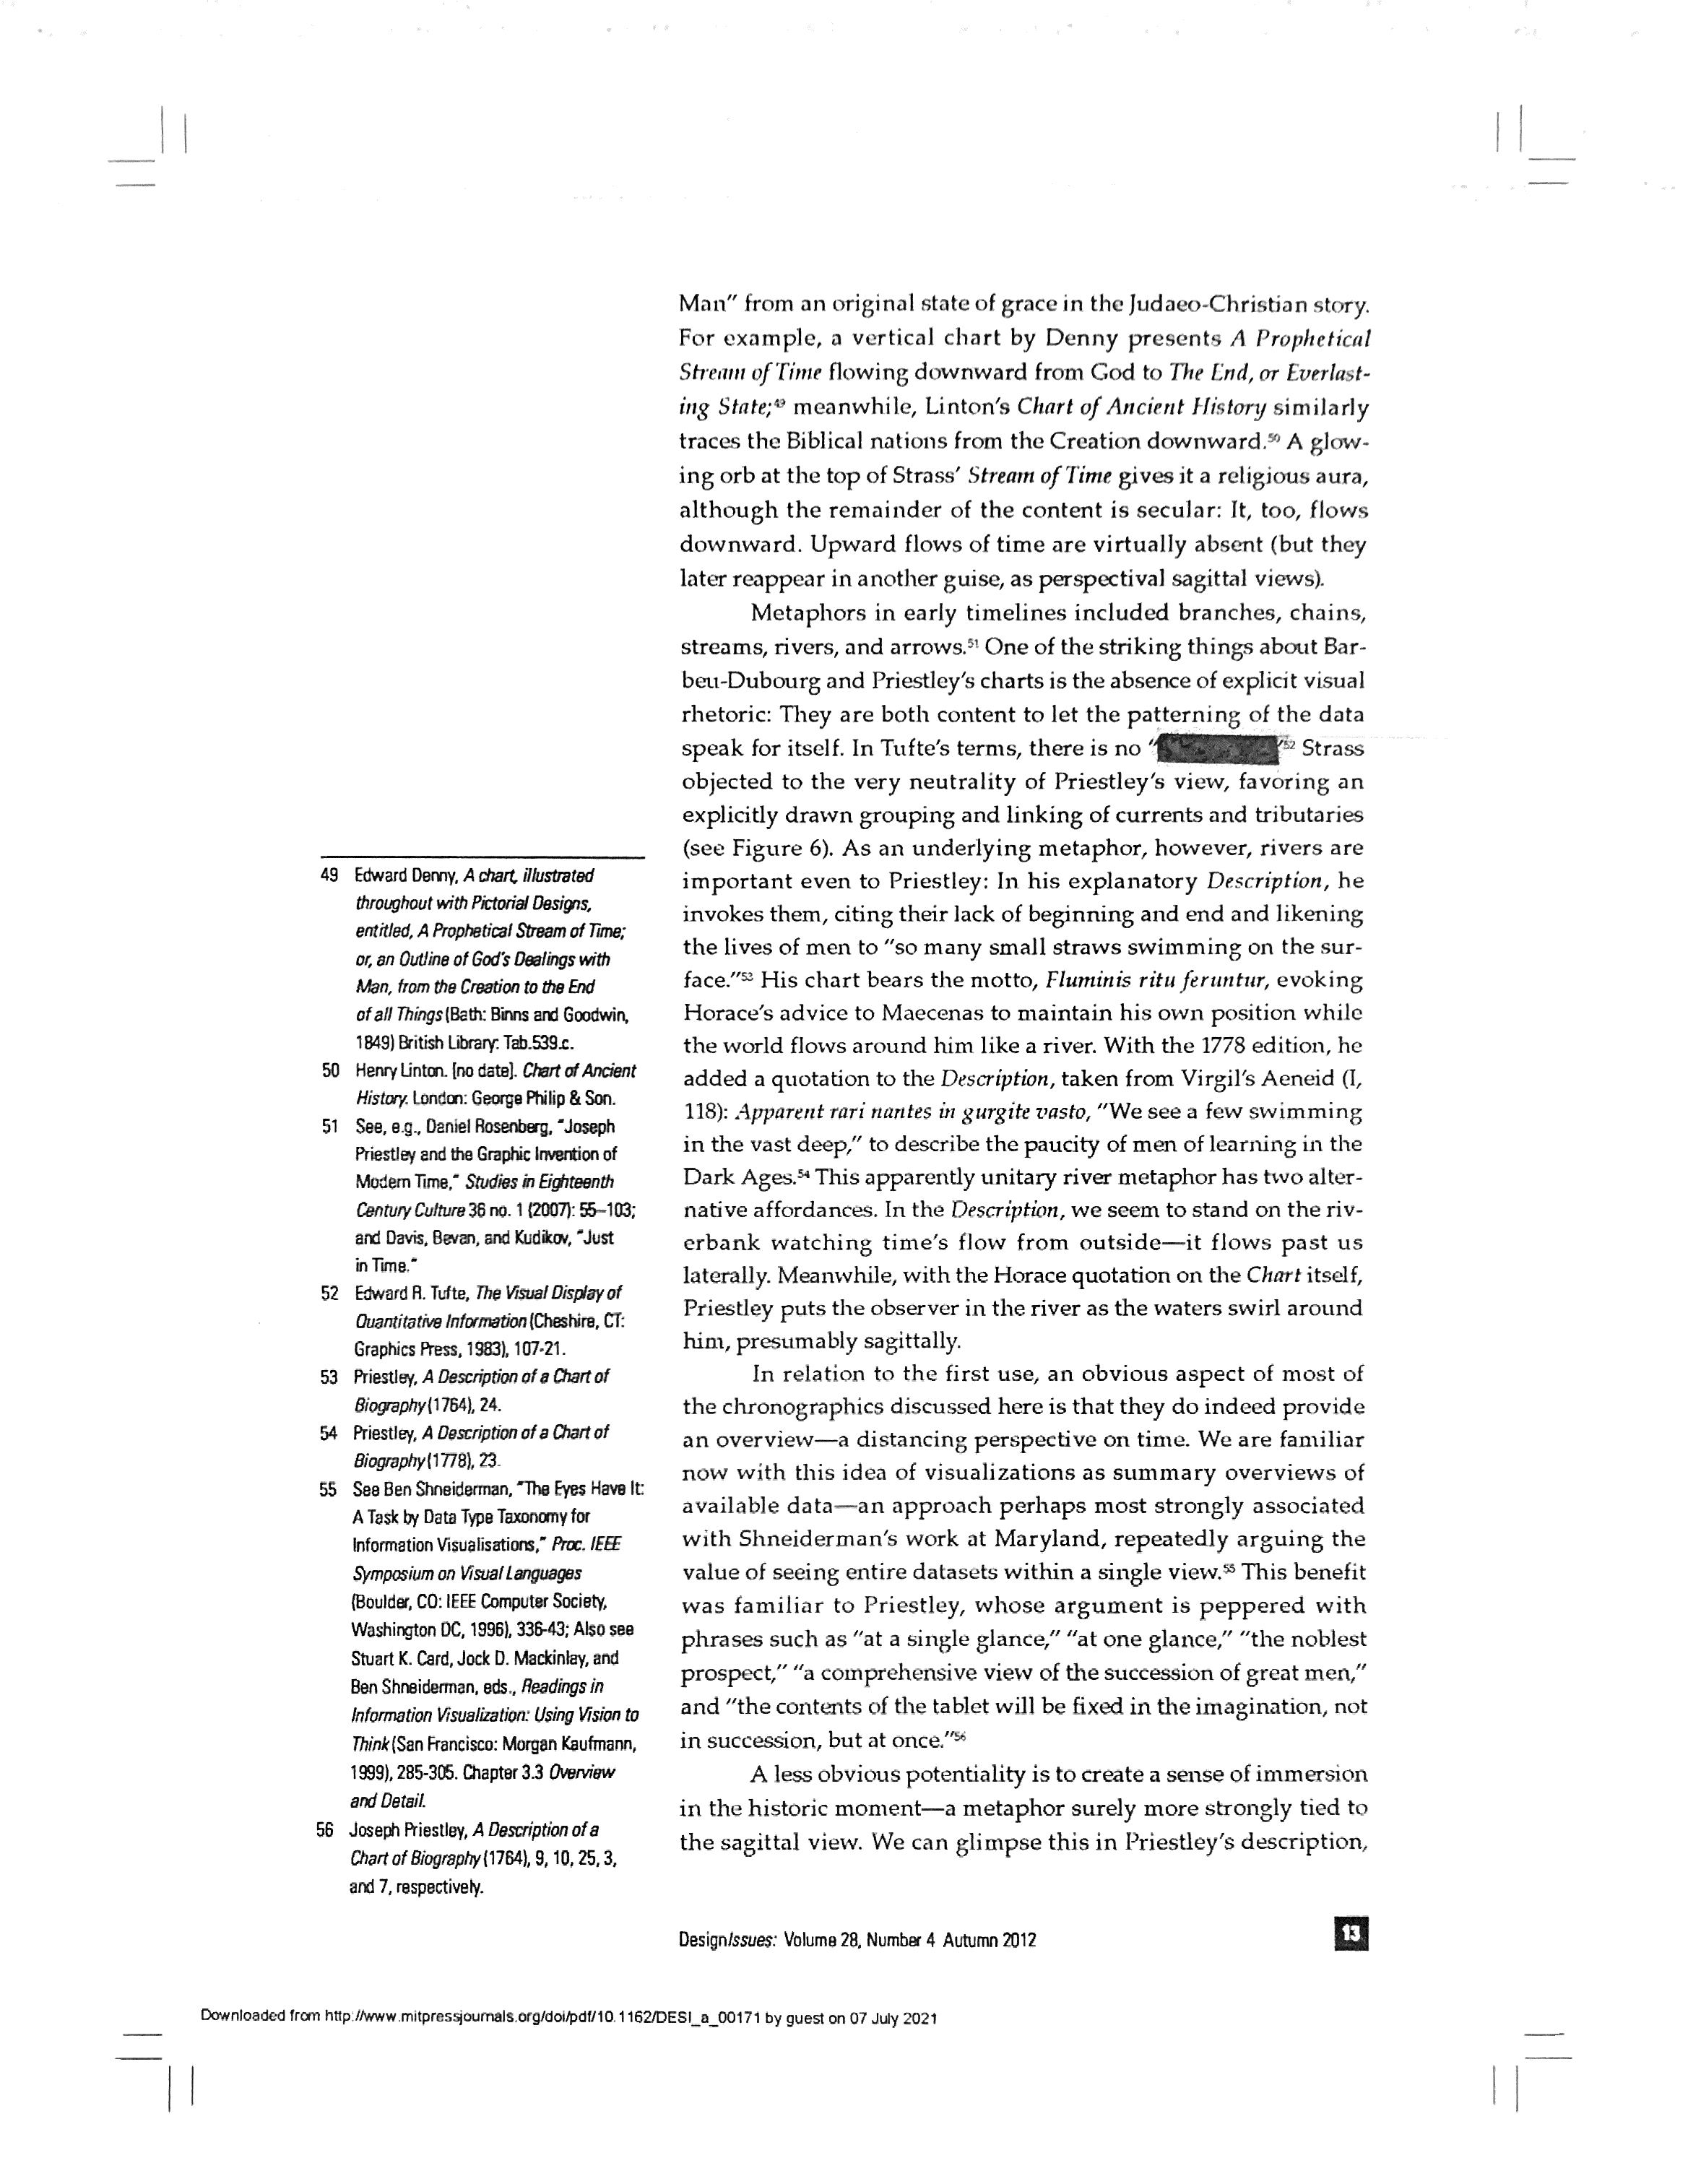 Man” from an original state of grace in the Judaeo-Christian story.
For example, a vertical chart by Denny presents A Prophetical
Stream of Time flowing downward from God to The End, or Everlast-
ing State;49 meanwhile, Linton’s Chart of Ancient History similarly
traces the Biblical nations from the Creation downward.50 A glow-
ing orb at the top of Strass’ Stream of Time gives it a religious aura,
although the remainder of the content is secular: It, too, flows
downward. Upward flows of time are virtually absent (but they
later reappear in another guise, as perspectival sagittal views).
Metaphors in early timelines included branches, chains,
streams, rivers, and arrows.51 One of the striking things about Bar-
beu-Dubourg and Priestley’s charts is the absence of explicit visual
rhetoric: They are both content to let the patterning of the data
speak for itself. In Tufte’s terms, there is no “ ”52 Strass
objected to the very neutrality of Priestley’s view, favoring an
explicitly drawn grouping and linking of currents and tributaries
(see Figure 6). As an underlying metaphor, however, rivers are
important even to Priestley: In his explanatory Description, he
invokes them, citing their lack of beginning and end and likening
the lives of men to “so many small straws swimming on the sur-
face.”53 His chart bears the motto, Fluminis ritu feruntur, evoking
Horace’s advice to Maecenas to maintain his own position while
the world flows around him like a river. With the 1778 edition, he
added a quotation to the Description, taken from Virgil’s Aeneid (I,
118): Apparent rari nantes in gurgite vasto, “We see a few swimming
in the vast deep,” to describe the paucity of men of learning in the
Dark Ages.54 This apparently unitary river metaphor has two alter-
native affordances. In the Description, we seem to stand on the riv-
erbank watching time’s flow from outside—it flows past us
laterally. Meanwhile, with the Horace quotation on the Chart itself,
Priestley puts the observer in the river as the waters swirl around
him, presumably sagittally.
In relation to the first use, an obvious aspect of most of
the chronographics discussed here is that they do indeed provide
an overview—a distancing perspective on time. We are familiar
now with this idea of visualizations as summary overviews of
available data—an approach perhaps most strongly associated
with Shneiderman’s work at Maryland, repeatedly arguing the
value of seeing entire datasets within a single view.55 This benefit
was familiar to Priestley, whose argument is peppered with
phrases such as “at a single glance,” “at one glance,” “the noblest
prospect,” “a comprehensive view of the succession of great men,”
and “the contents of the tablet will be fixed in the imagination, not
in succession, but at once.”56
A less obvious potentiality is to create a sense of immersion
in the historic moment—a metaphor surely more strongly tied to
the sagittal view. We can glimpse this in Priestley’s description,
49 Edward Denny, A chart, illustrated
throughout with Pictorial Designs,
entitled, A Prophetical Stream of Time;
or, an Outline of God’s Dealings with
Man, from the Creation to the End
of all Things (Bath: Binns and Goodwin,
1849) British Library: Tab.539.c.
50 Henry Linton. [no date]. Chart of Ancient
History. London: George Philip & Son.
51 See, e.g., Daniel Rosenberg, “Joseph
Priestley and the Graphic Invention of
Modern Time,” Studies in Eighteenth
Century Culture 36 no. 1 (2007): 55–103;
and Davis, Bevan, and Kudikov, “Just
in Time.”
52 Edward R. Tufte, The Visual Display of
Quantitative Information (Cheshire, CT:
Graphics Press, 1983), 107-21.
53 Priestley, A Description of a Chart of
Biography (1764), 24.
54 Priestley, A Description of a Chart of
Biography (1778), 23.
55 See Ben Shneiderman, “The Eyes Have It:
A Task by Data Type Taxonomy for
Information Visualisations,” Proc. IEEE
Symposium on Visual Languages
(Boulder, CO: IEEE Computer Society,
Washington DC, 1996), 336-43; Also see
Stuart K. Card, Jock D. Mackinlay, and
Ben Shneiderman, eds., Readings in
Information Visualization: Using Vision to
Think (San Francisco: Morgan Kaufmann,
1999), 285-305. Chapter 3.3 Overview
and Detail.
56 Joseph Priestley, A Description of a
Chart of Biography (1764), 9, 10, 25, 3,
and 7, respectively.
DesignIssues: Volume 28, Number 4 Autumn 2012
13
Downloaded from http://www.mitpressjournals.org/doi/pdf/10.1162/DESI_a_00171 by guest on 07 July 2021